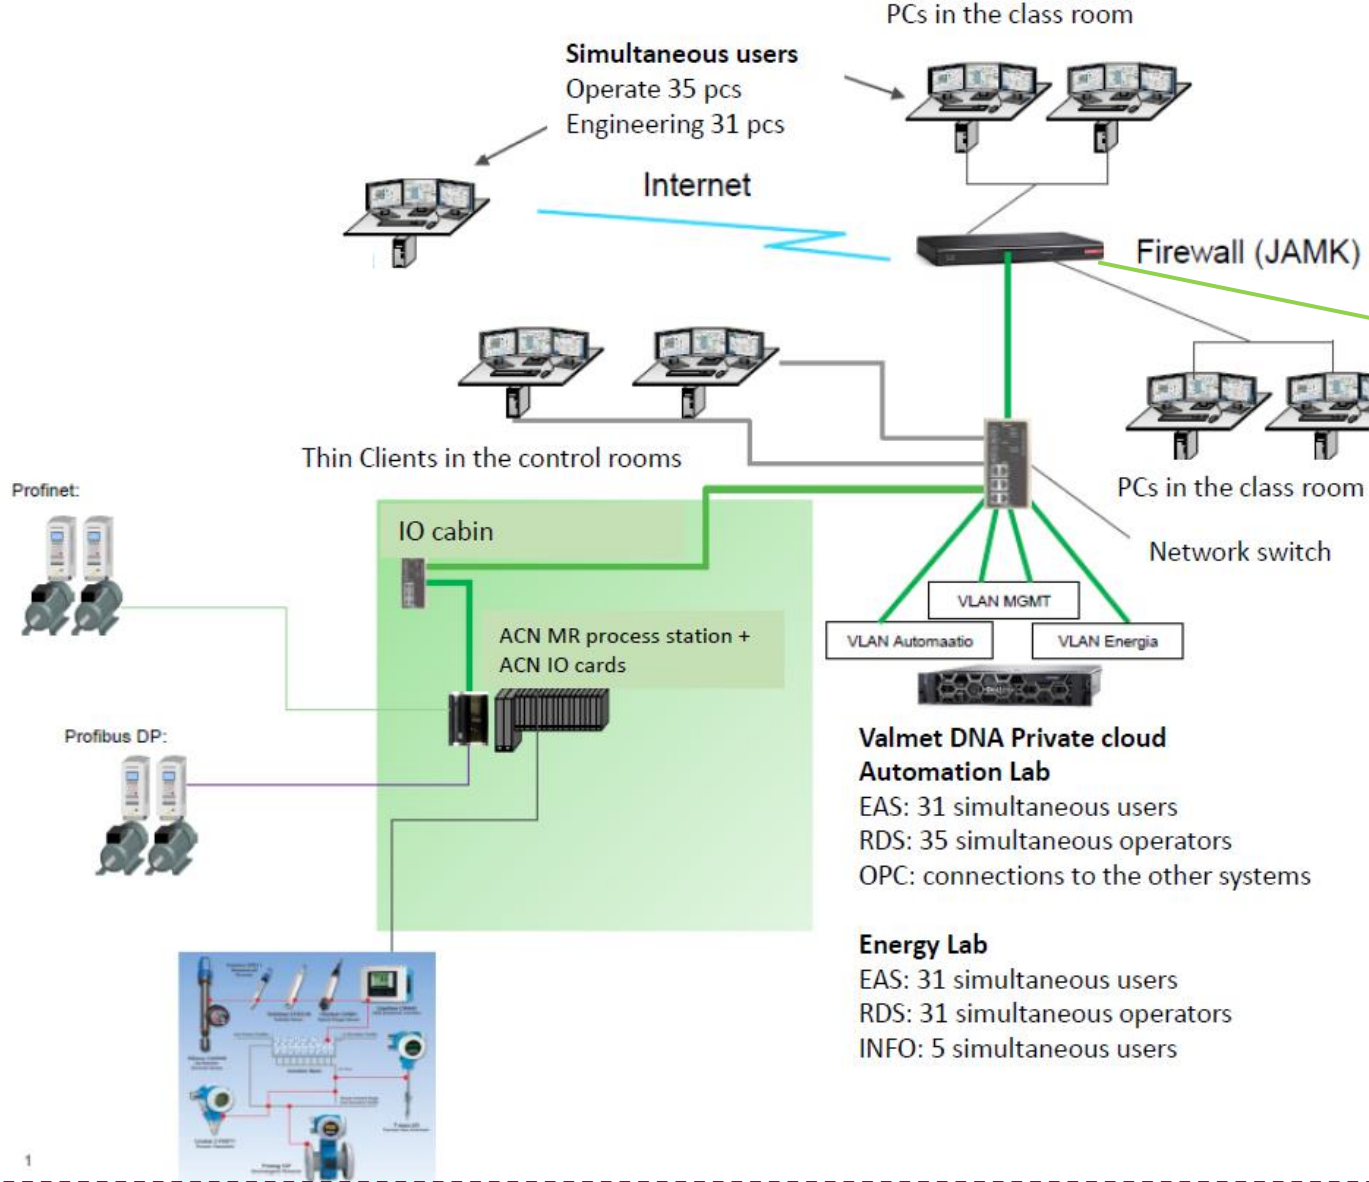 PCs in the class room
Simultaneous users
Operate 35 pcs
Engineering 31 pcs
Internet
Firewall (JAMK)
Thin Clients in the control rooms
PCs in the class room
Profinet:
IO cabin
Network switch
VLAN MGMT
VLAN Automaatio
VLAN Energia
ACN MR process station +
ACN IO cards
Profibus DP:
Valmet DNA Private cloud
Automation Lab
EAS: 31 simultaneous users
RDS: 35 simultaneous operators
OPC: connections to the other systems
Energy Lab
EAS: 31 simultaneous users
RDS: 31 simultaneous operators
INFO: 5 simultaneous users
1